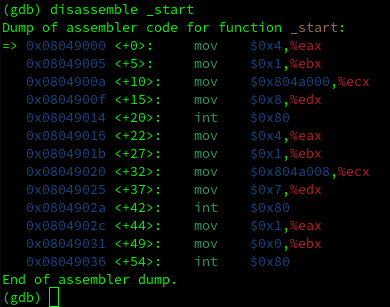 (gdb) disassemble _start
Dump of assembler code for function _start:
=> 0x08049000 <+0>:     mov    $0x4,%eax
   0x08049005 <+5>:     mov    $0x1,%ebx
   0x0804900a <+10>:    mov    $0x804a000,%ecx
   0x0804900f <+15>:    mov    $0x8,%edx
   0x08049014 <+20>:    int    $0x80
   0x08049016 <+22>:    mov    $0x4,%eax
   0x0804901b <+27>:    mov    $0x1,%ebx
   0x08049020 <+32>:    mov    $0x804a008,%ecx
   0x08049025 <+37>:    mov    $0x7,%edx
   0x0804902a <+42>:    int    $0x80
   0x0804902c <+44>:    mov    $0x1,%eax
   0x08049031 <+49>:    mov    $0x0,%ebx
   0x08049036 <+54>:    int    $0x80
End of assembler dump.
(gdb)